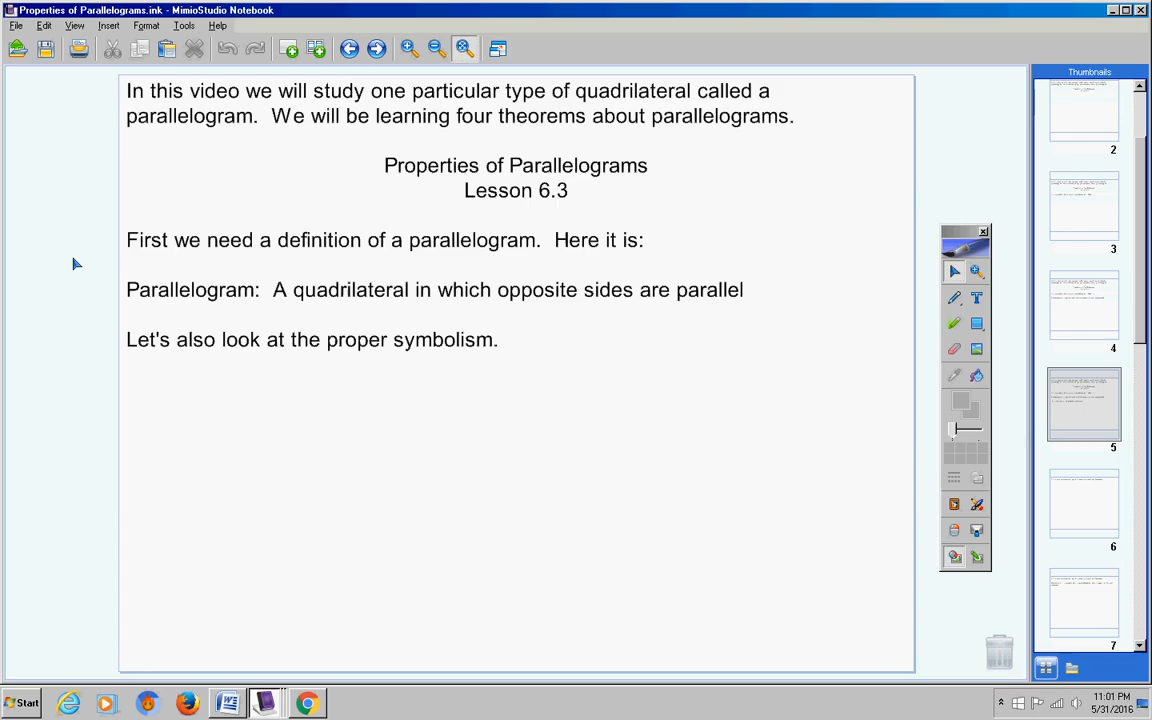 Properties of Parallelograms.ink - MimioStudio Notebook
File Edit View Insert Format Tools Help
In this video we will study one particular type of quadrilateral called a
parallelogram. We will be learning four theorems about parallelograms.
Properties of Parallelograms
Lesson 6.3
First we need a definition of a parallelogram. Here it is:
Parallelogram: A quadrilateral in which opposite sides are parallel
Let's also look at the proper symbolism.
Thumbnails
2
3
4
5
6
7
Start
11:01 PM
5/31/2016